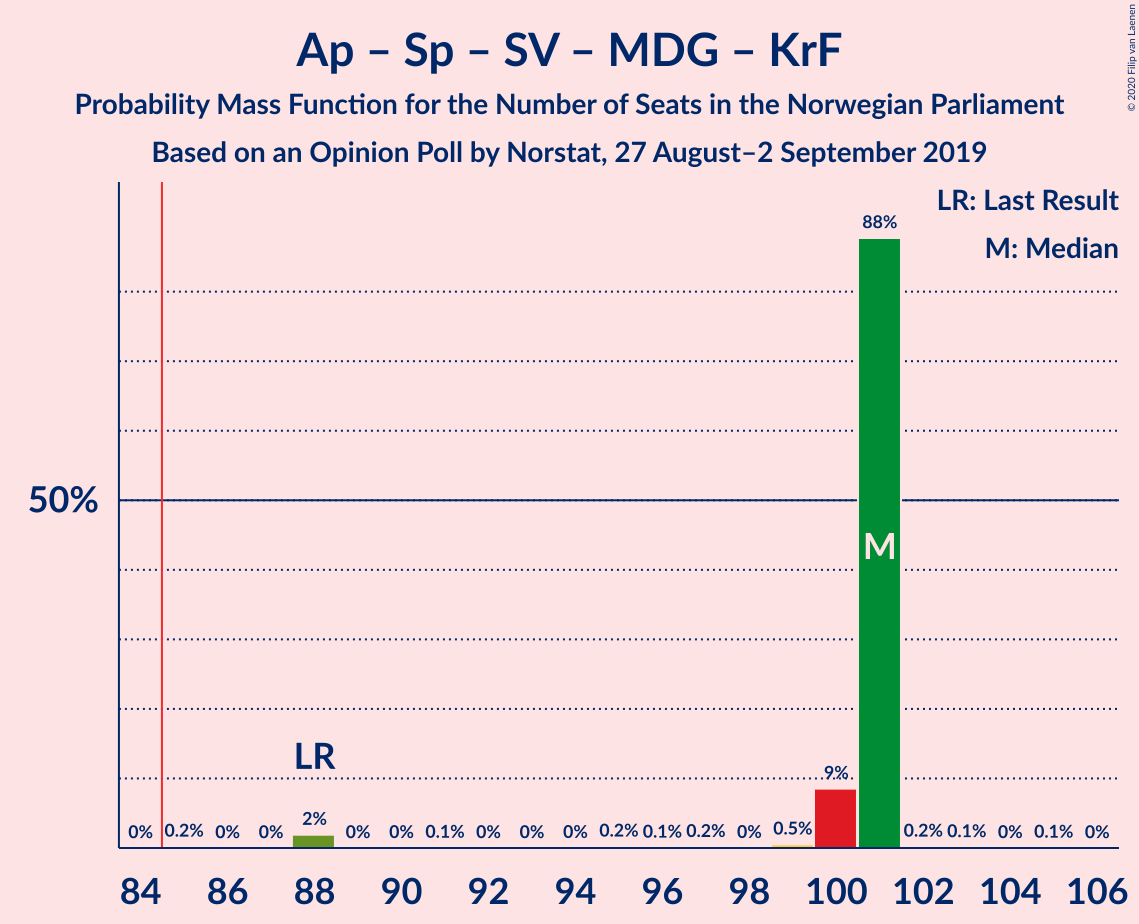 Ap – Sp – SV – MDG – KrF
Probability Mass Function for the Number of Seats in the Norwegian Parliament
Based on an Opinion Poll by Norstat, 27 August–2 September 2019
© 2020 Filip van Laenen
LR: Last Result
M: Median
88%
50%
M
LR
9%
2%
0% 0.2% 0% 0% 0% 0% 0.1% 0% 0% 0% 0.2% 0.1% 0.2% 0% 0.5% 0.2% 0.1% 0% 0.1% 0%
84 86 88 90 92 94 96 98 100 102 104 106